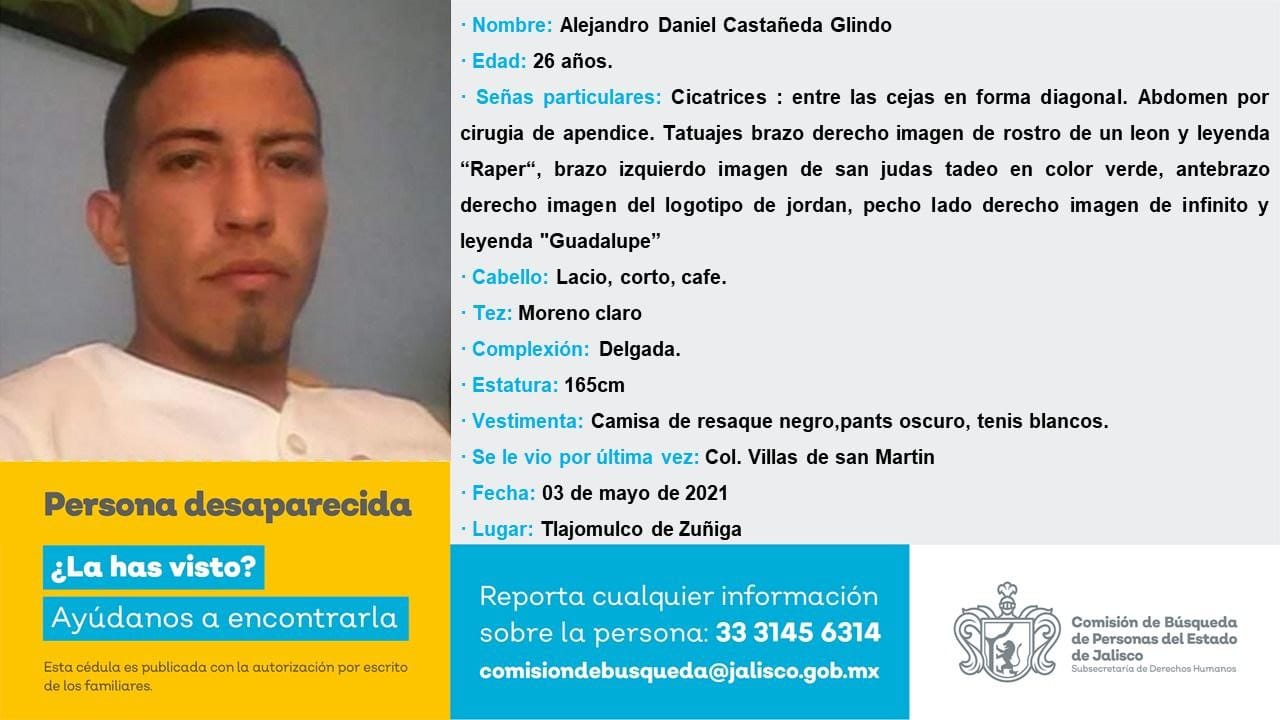 · Nombre: Alejandro Daniel Castañeda Glindo
· Edad: 26 años.
· Señas particulares: Cicatrices : entre las cejas en forma diagonal. Abdomen por
cirugia de apendice. Tatuajes brazo derecho imagen de rostro de un leon y leyenda
“Raper“, brazo izquierdo imagen de san judas tadeo en color verde, antebrazo
derecho imagen del logotipo de jordan, pecho lado derecho imagen de infinito y
leyenda "Guadalupe”
· Cabello: Lacio, corto, cafe.
· Tez: Moreno claro
· Complexión: Delgada.
· Estatura: 165cm
· Vestimenta: Camisa de resaque negro,pants oscuro, tenis blancos.
· Se le vio por última vez: Col. Villas de san Martin
· Fecha: 03 de mayo de 2021
· Lugar: Tlajomulco de Zuñiga
Persona desaparecida
¿La has visto?
Ayúdanos a encontrarla
Esta cédula es publicada con la autorización por escrito
de los familiares.
Reporta cualquier información
sobre la persona: 33 3145 6314
comisiondebusqueda@jalisco.gob.mx
Comisión de Búsqueda
de Personas del Estado
de Jalisco
Subsecretaría de Derechos Humanos